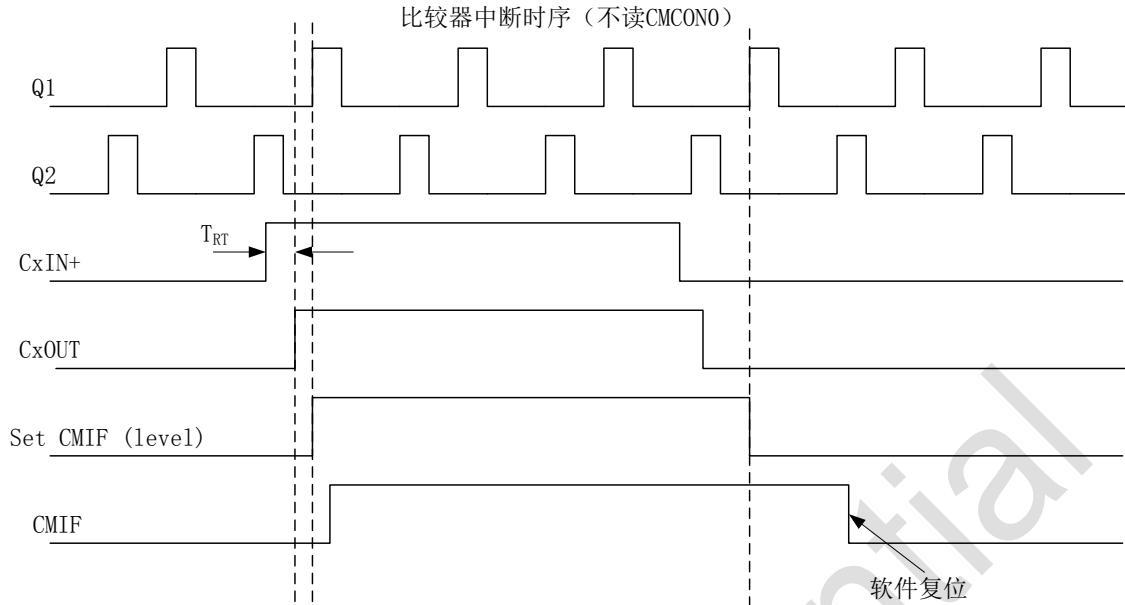 比较器中断时序（不读CMCON0）
Q1
Q2
TRT
CxIN+
CxOUT
Set CMIF (level)
CMIF
软件复位